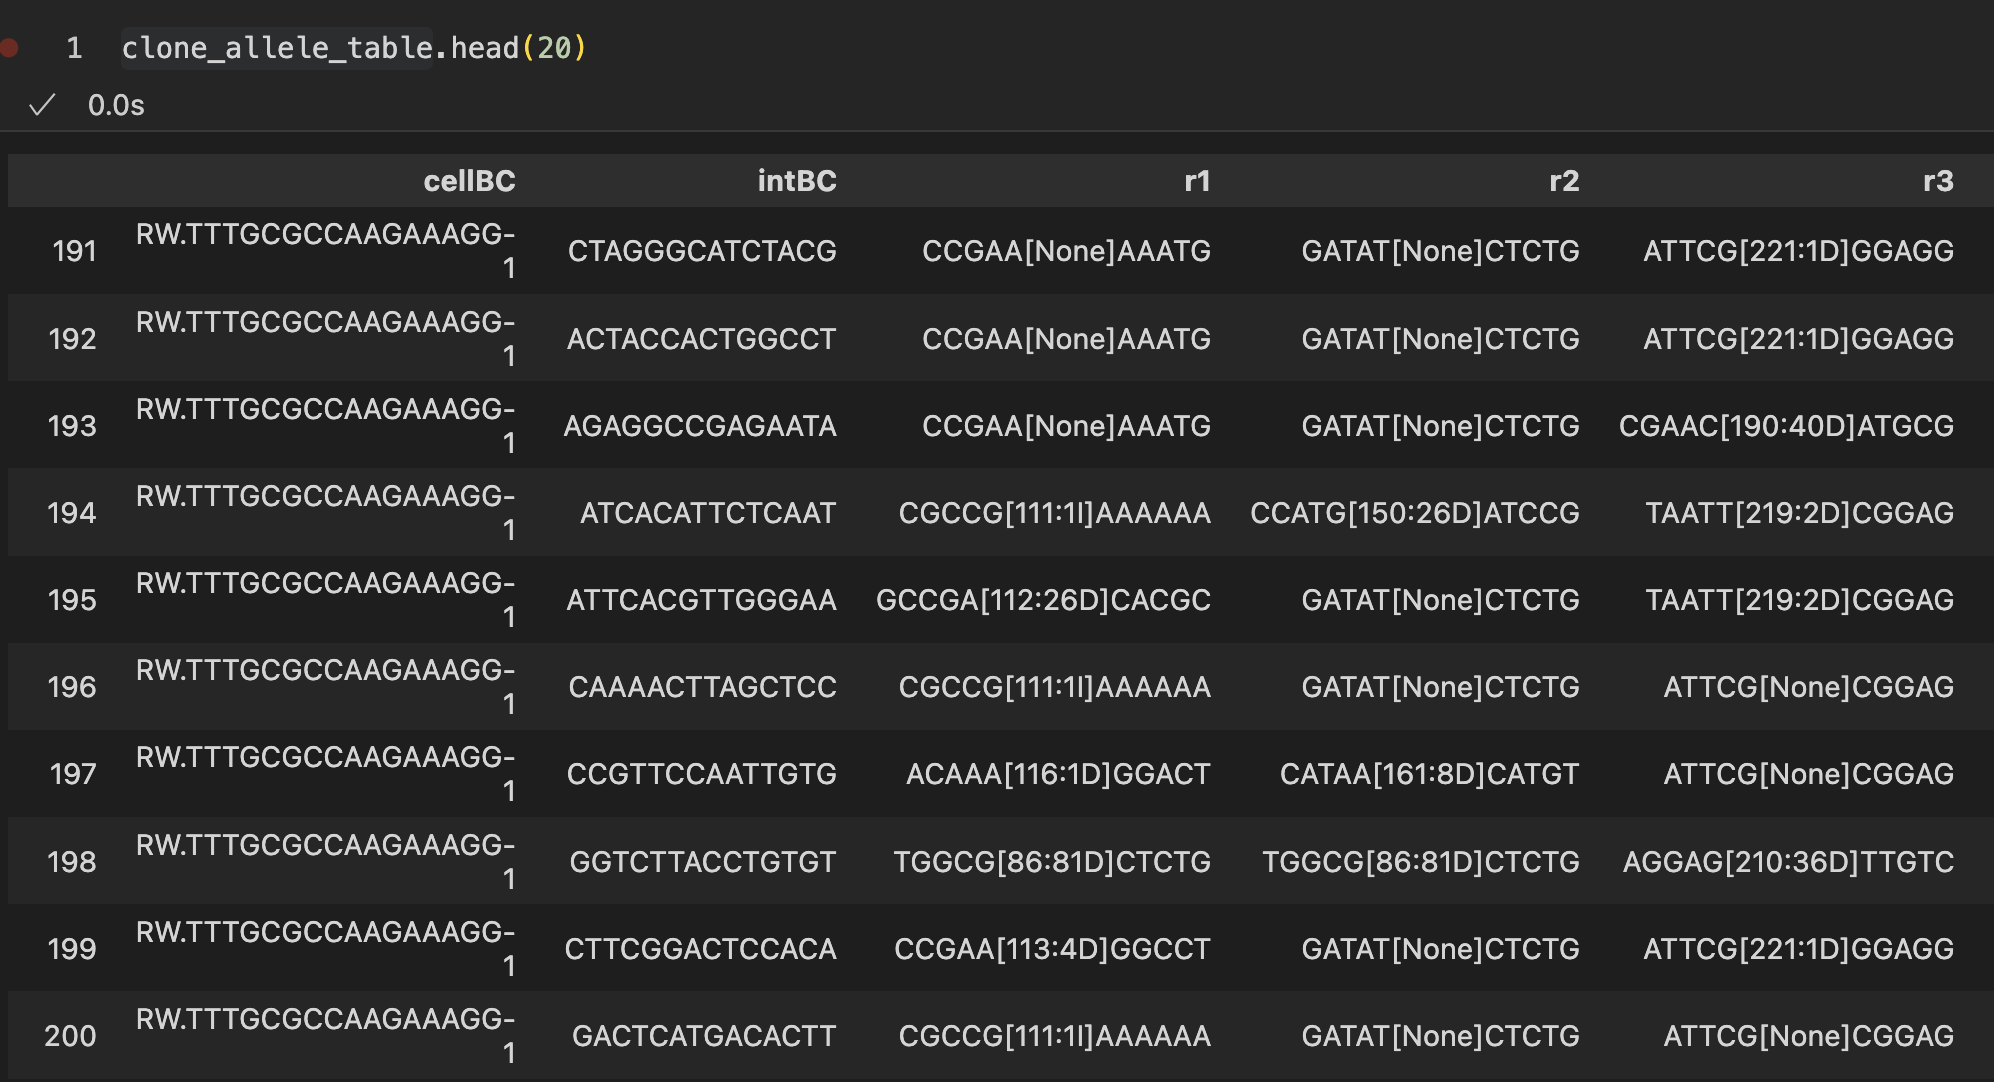 1 clone_allele_table.head(20)
0.0s
cellBC intBC r1 r2 r3
191 RW.TTTGCGCCAAGAAAGG-1 CTAGGGCATCTACG CCGAA[None]AAATG GATAT[None]CTCTG ATTCG[221:1D]GGAGG
192 RW.TTTGCGCCAAGAAAGG-1 ACTACCACTGGCCT CCGAA[None]AAATG GATAT[None]CTCTG ATTCG[221:1D]GGAGG
193 RW.TTTGCGCCAAGAAAGG-1 AGAGGCCGAGAATA CCGAA[None]AAATG GATAT[None]CTCTG CGAAC[190:40D]ATGCG
194 RW.TTTGCGCCAAGAAAGG-1 ATCACATTCTCAAT CGCCG[111:1I]AAAAAA CCATG[150:26D]ATCCG TAATT[219:2D]CGGAG
195 RW.TTTGCGCCAAGAAAGG-1 ATTCACGTTGGGAA GCCGA[112:26D]CACGC GATAT[None]CTCTG TAATT[219:2D]CGGAG
196 RW.TTTGCGCCAAGAAAGG-1 CAAAACTTAGCTCC CGCCG[111:1I]AAAAAA GATAT[None]CTCTG ATTCG[None]CGGAG
197 RW.TTTGCGCCAAGAAAGG-1 CCGTTCCAATTGTG ACAAA[116:1D]GGACT CATAA[161:8D]CATGT ATTCG[None]CGGAG
198 RW.TTTGCGCCAAGAAAGG-1 GGTCTTACCTGTGT TGGCG[86:81D]CTCTG TGGCG[86:81D]CTCTG AGGAG[210:36D]TTGTC
199 RW.TTTGCGCCAAGAAAGG-1 CTTCGGACTCCACA CCGAA[113:4D]GGCCT GATAT[None]CTCTG ATTCG[221:1D]GGAGG
200 RW.TTTGCGCCAAGAAAGG-1 GACTCATGACACTT CGCCG[111:1I]AAAAAA GATAT[None]CTCTG ATTCG[None]CGGAG